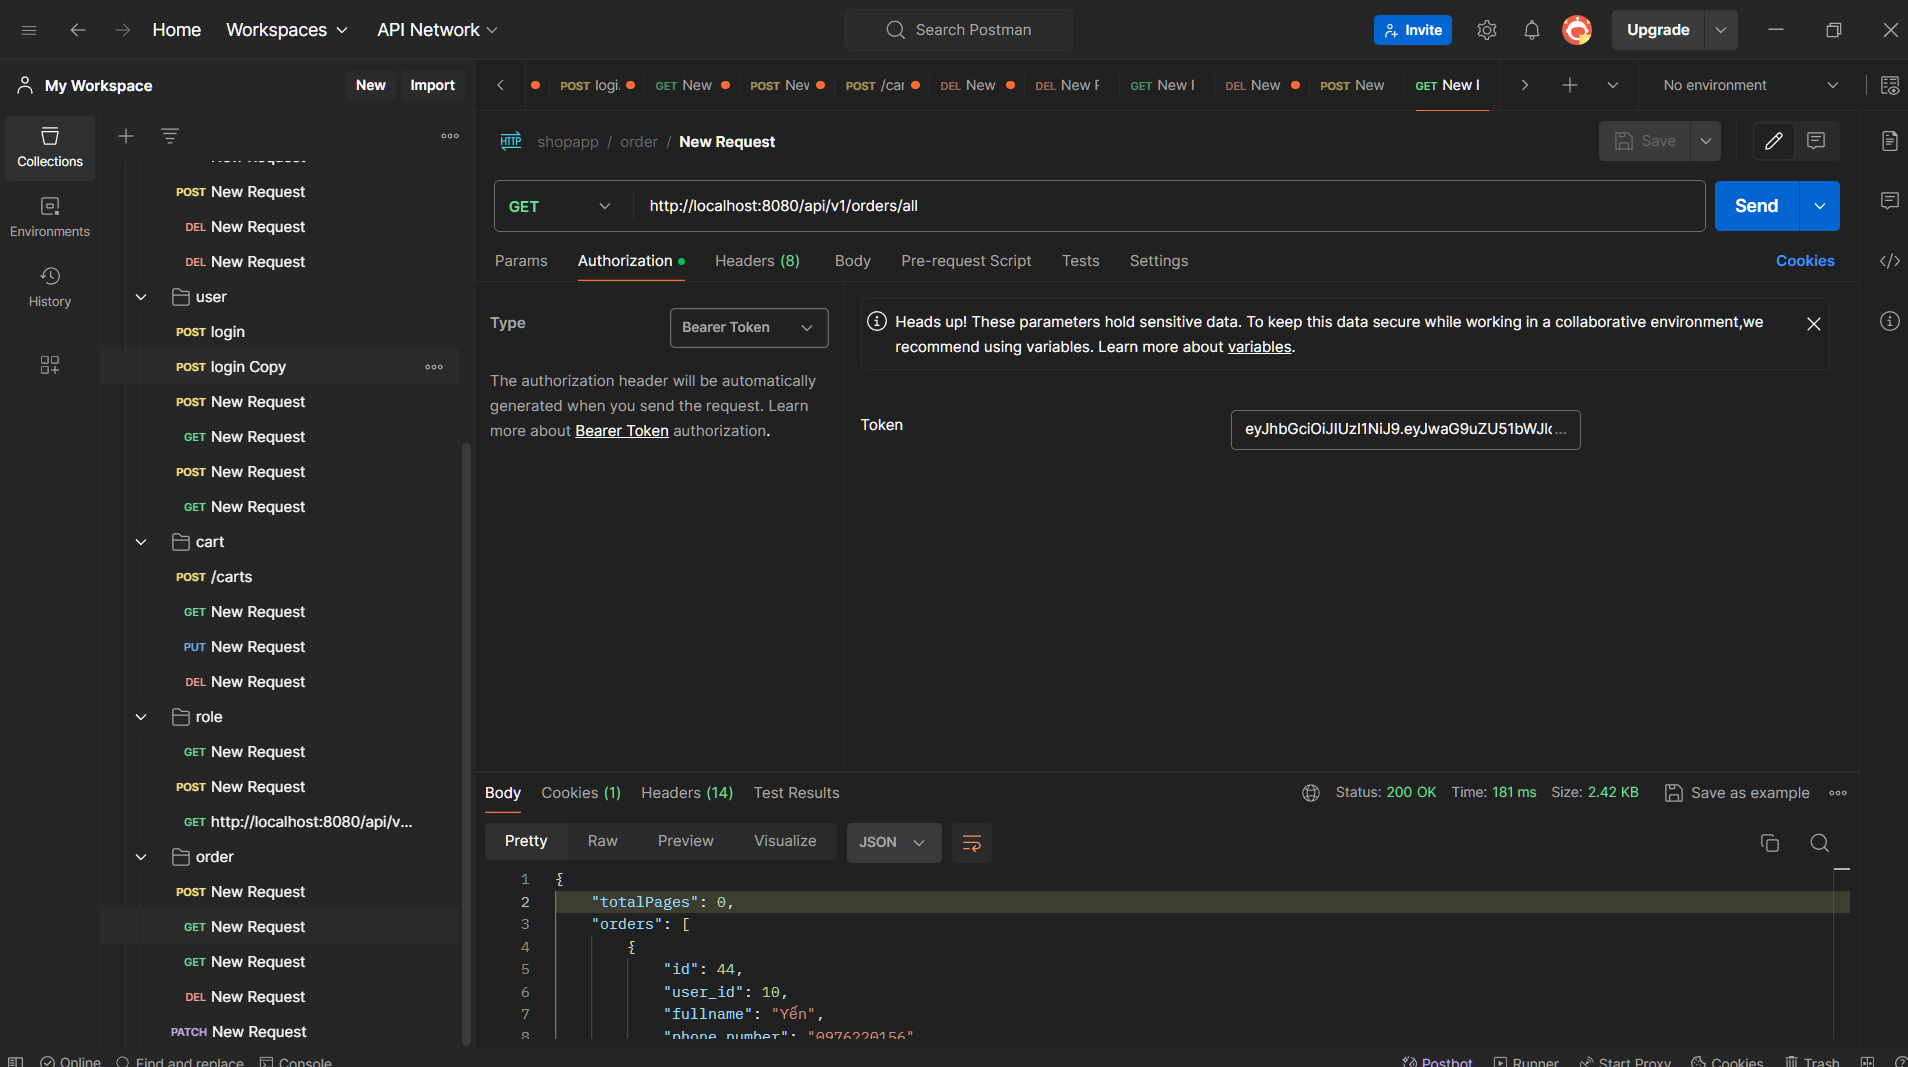 Home Workspaces API Network Search Postman Invite Upgrade
My Workspace New Import
POST logi. GET New POST Nev POST /car DEL New DEL New F GET New I DEL New POST New GET New I No environment
Collections
Environments
History
POST New Request
DEL New Request
DEL New Request
user
POST login
POST login Copy
POST New Request
GET New Request
POST New Request
GET New Request
cart
POST /carts
GET New Request
PUT New Request
DEL New Request
role
GET New Request
POST New Request
GET http://localhost:8080/api/v...
order
POST New Request
GET New Request
GET New Request
DEL New Request
PATCH New Request
HTTP shopapp / order / New Request Save
GET http://localhost:8080/api/v1/orders/all Send
Params Authorization Headers (8) Body Pre-request Script Tests Settings Cookies
Type Bearer Token
The authorization header will be automatically
generated when you send the request. Learn
more about Bearer Token authorization.
Heads up! These parameters hold sensitive data. To keep this data secure while working in a collaborative environment,we
recommend using variables. Learn more about variables.
Token eyJhbGciOiJIUzI1NiJ9.eyJwaG9uZU51bWJlc...
Body Cookies (1) Headers (14) Test Results Status: 200 OK Time: 181 ms Size: 2.42 KB Save as example
Pretty Raw Preview Visualize JSON
1 {
2 "totalPages": 0,
3 "orders": [
4 {
5 "id": 44,
6 "user_id": 10,
7 "fullname": "Yến",
8 "phone_number": "0976220156"
Online Find and replace Console Postbot Runner Start Proxy Cookies Trash